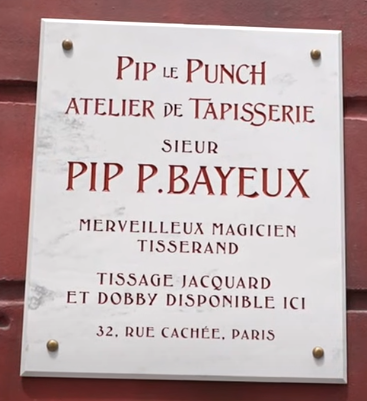 PIP LE PUNCH
ATELIER DE TAPISSERIE
SIEUR
PIP P.BAYEUX
MERVEILLEUX MAGICIEN
TISSERAND
TISSAGE JACQUARD
ET DOBBY DISPONIBLE ICI
32, RUE CACHÉE, PARIS